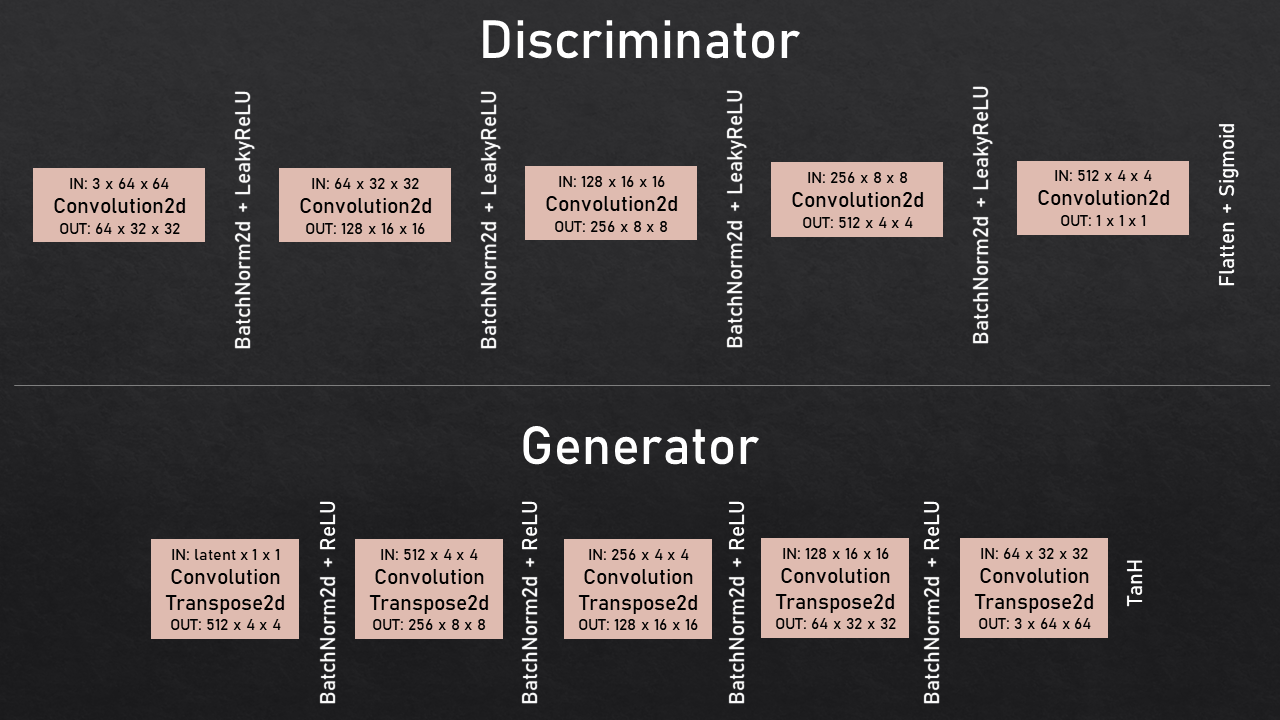 Discriminator
IN: 3 x 64 x 64
Convolution2d
OUT: 64 x 32 x 32
BatchNorm2d + LeakyReLU
IN: 64 x 32 x 32
Convolution2d
OUT: 128 x 16 x 16
BatchNorm2d + LeakyReLU
IN: 128 x 16 x 16
Convolution2d
OUT: 256 x 8 x 8
BatchNorm2d + LeakyReLU
IN: 256 x 8 x 8
Convolution2d
OUT: 512 x 4 x 4
BatchNorm2d + LeakyReLU
IN: 512 x 4 x 4
Convolution2d
OUT: 1 x 1 x 1
Flatten + Sigmoid
Generator
IN: latent x 1 x 1
Convolution
Transpose2d
OUT: 512 x 4 x 4
BatchNorm2d + ReLU
IN: 512 x 4 x 4
Convolution
Transpose2d
OUT: 256 x 8 x 8
BatchNorm2d + ReLU
IN: 256 x 4 x 4
Convolution
Transpose2d
OUT: 128 x 16 x 16
BatchNorm2d + ReLU
IN: 128 x 16 x 16
Convolution
Transpose2d
OUT: 64 x 32 x 32
BatchNorm2d + ReLU
IN: 64 x 32 x 32
Convolution
Transpose2d
OUT: 3 x 64 x 64
TanH